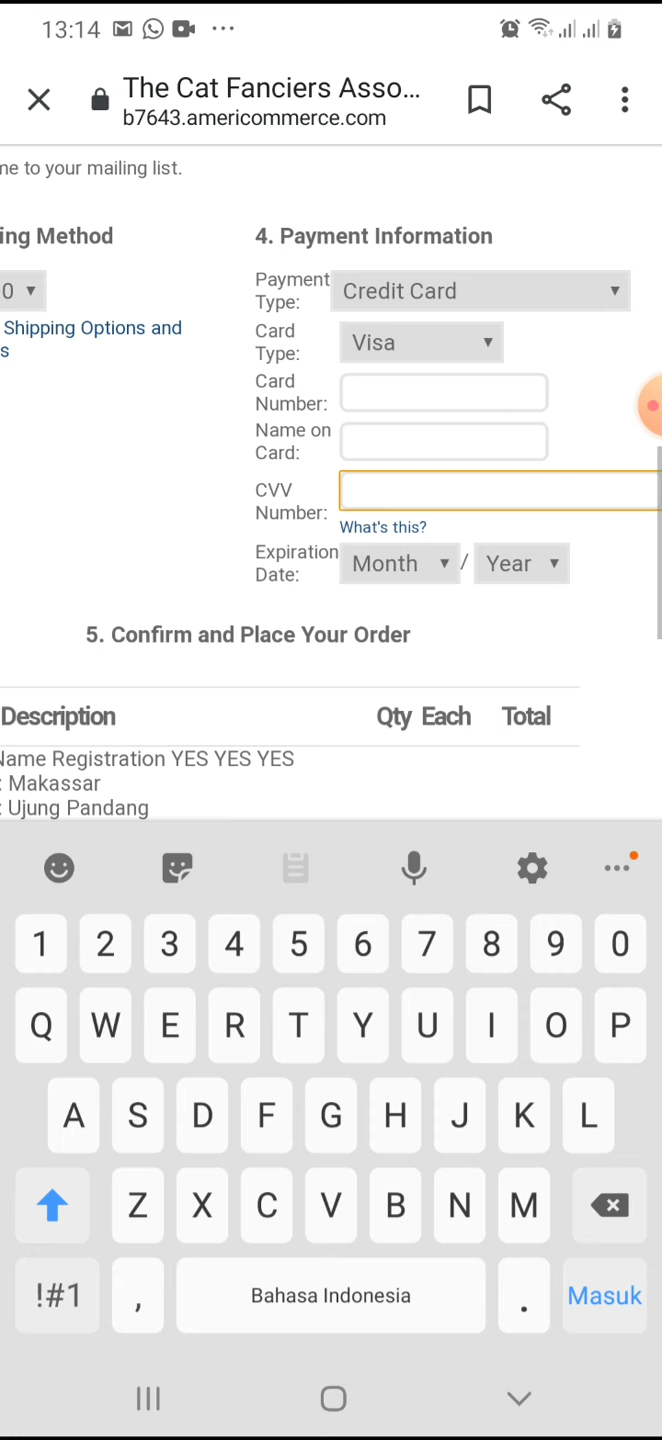 13:14
The Cat Fanciers Asso...
b7643.americommerce.com
me to your mailing list.
ing Method
0
Shipping Options and
s
4. Payment Information
Payment Type: Credit Card
Card Type: Visa
Card Number:
Name on Card:
CVV Number:
What's this?
Expiration Date: Month / Year
5. Confirm and Place Your Order
Description Qty Each Total
Name Registration YES YES YES
: Makassar
: Ujung Pandang
1 2 3 4 5 6 7 8 9 0
Q W E R T Y U I O P
A S D F G H J K L
Z X C V B N M
!#1 , Bahasa Indonesia . Masuk